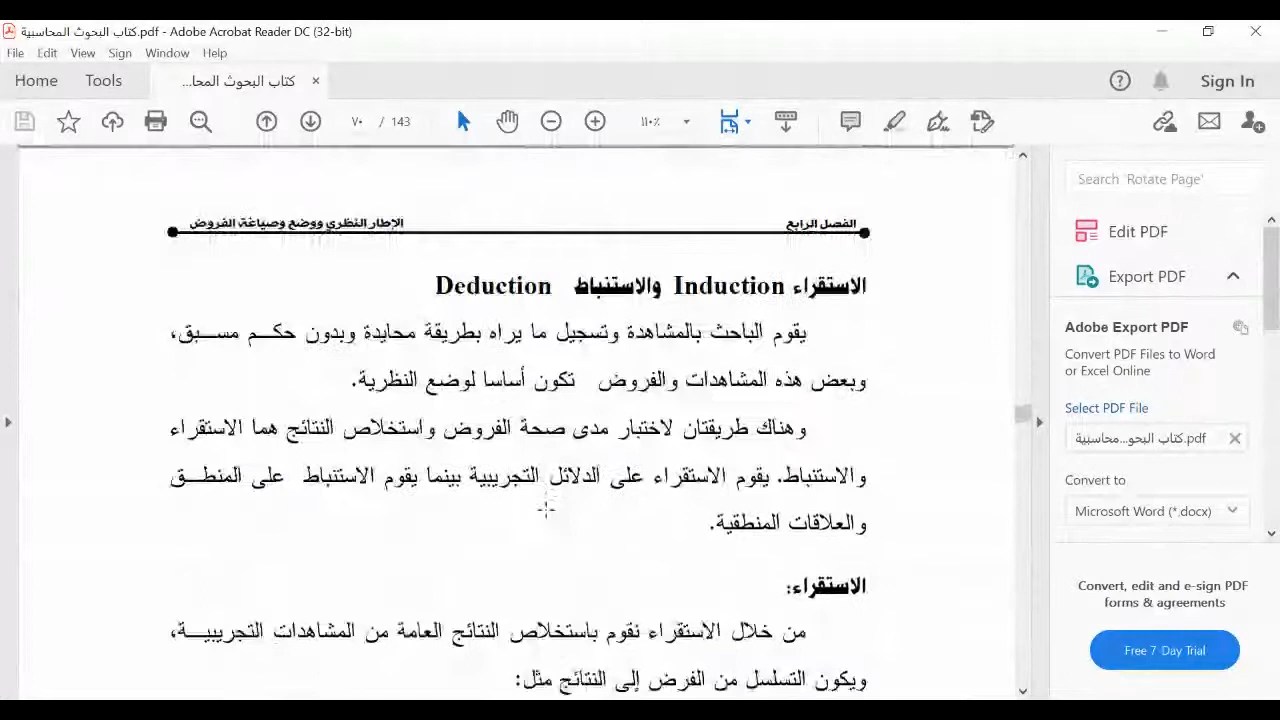 كتاب البحوث المحاسبية.pdf - Adobe Acrobat Reader DC (32-bit)
File Edit View Sign Window Help
Home Tools كتاب البحوث المحا... × Sign In
٧٠ / 143 ١١٠٪
Search 'Rotate Page'
Edit PDF
Export PDF
Adobe Export PDF
Convert PDF Files to Word
or Excel Online
Select PDF File
كتاب البحو...محاسبية.pdf
Convert to
Microsoft Word (*.docx)
Convert, edit and e-sign PDF
forms & agreements
Free 7-Day Trial
الفصل الرابع الإطار النظري ووضع وصياغة الفروض
الاستقراء Induction والاستنباط Deduction
يقوم الباحث بالمشاهدة وتسجيل ما يراه بطريقة محايدة وبدون حكم مسبق،
وبعض هذه المشاهدات والفروض تكون أساسا لوضع النظرية.
وهناك طريقتان لاختبار مدى صحة الفروض واستخلاص النتائج هما الاستقراء
والاستنباط. يقوم الاستقراء على الدلائل التجريبية بينما يقوم الاستنباط على المنطق
والعلاقات المنطقية.
الاستقراء:
من خلال الاستقراء نقوم باستخلاص النتائج العامة من المشاهدات التجريبية،
ويكون التسلسل من الفرض إلى النتائج مثل: